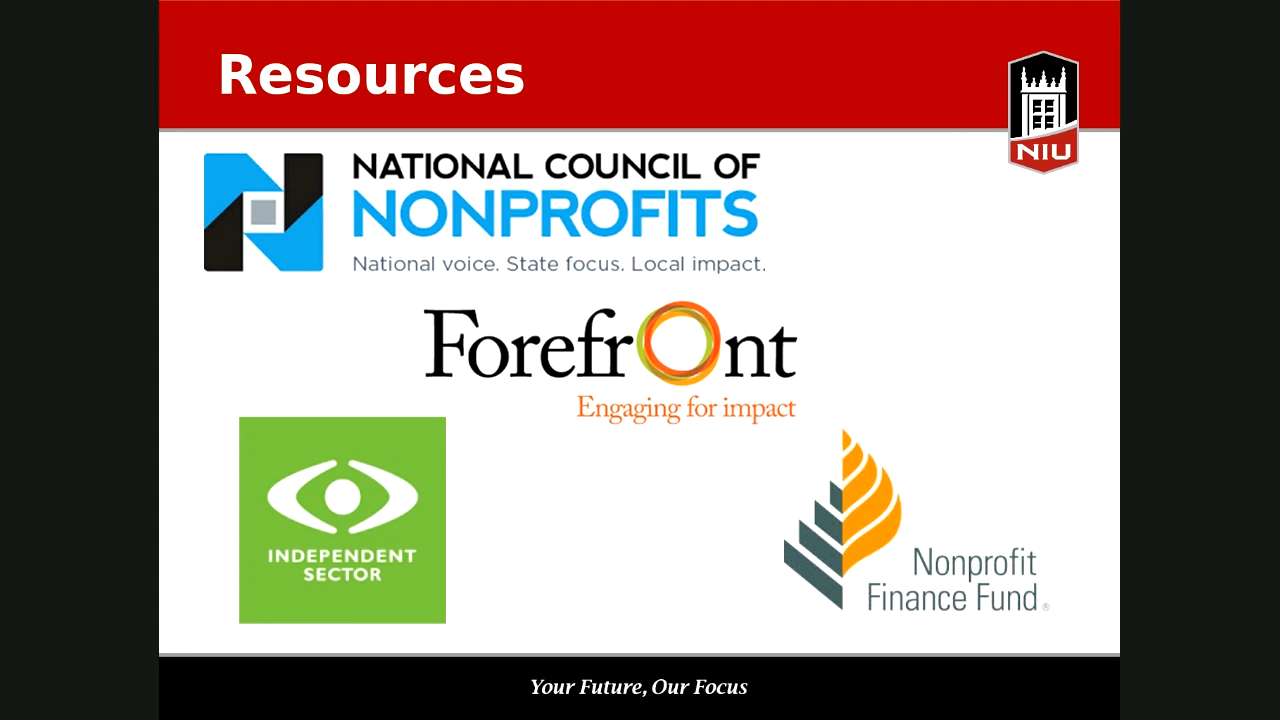 Resources
NIU
NATIONAL COUNCIL OF
NONPROFITS
National voice. State focus. Local impact.
Forefront
Engaging for impact
INDEPENDENT
SECTOR
Nonprofit
Finance Fund®
Your Future, Our Focus